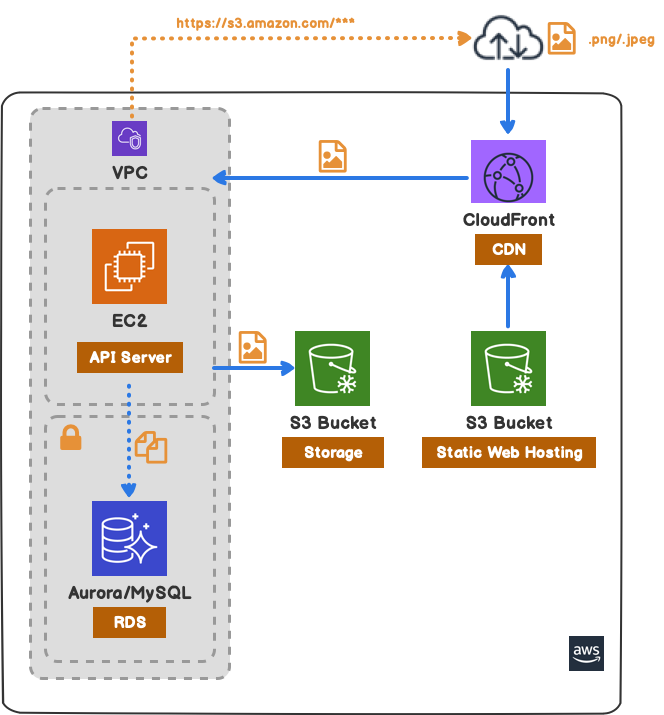 https://s3.amazon.com/***
.png/.jpeg
VPC
CloudFront
CDN
EC2
API Server
S3 Bucket
Storage
S3 Bucket
Static Web Hosting
Aurora/MySQL
RDS
aws